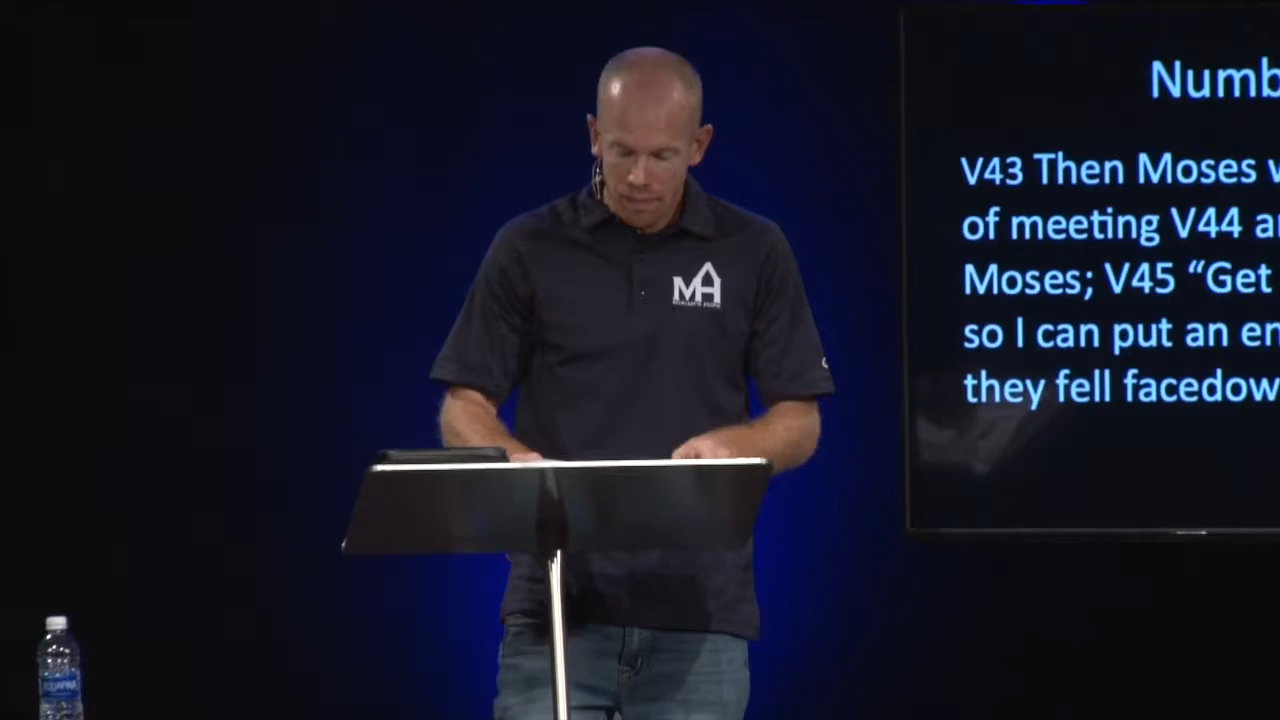 Numb
V43 Then Moses w
of meeting V44 a
Moses; V45 “Get
so I can put an en
they fell facedow
MH
AQUAFINA